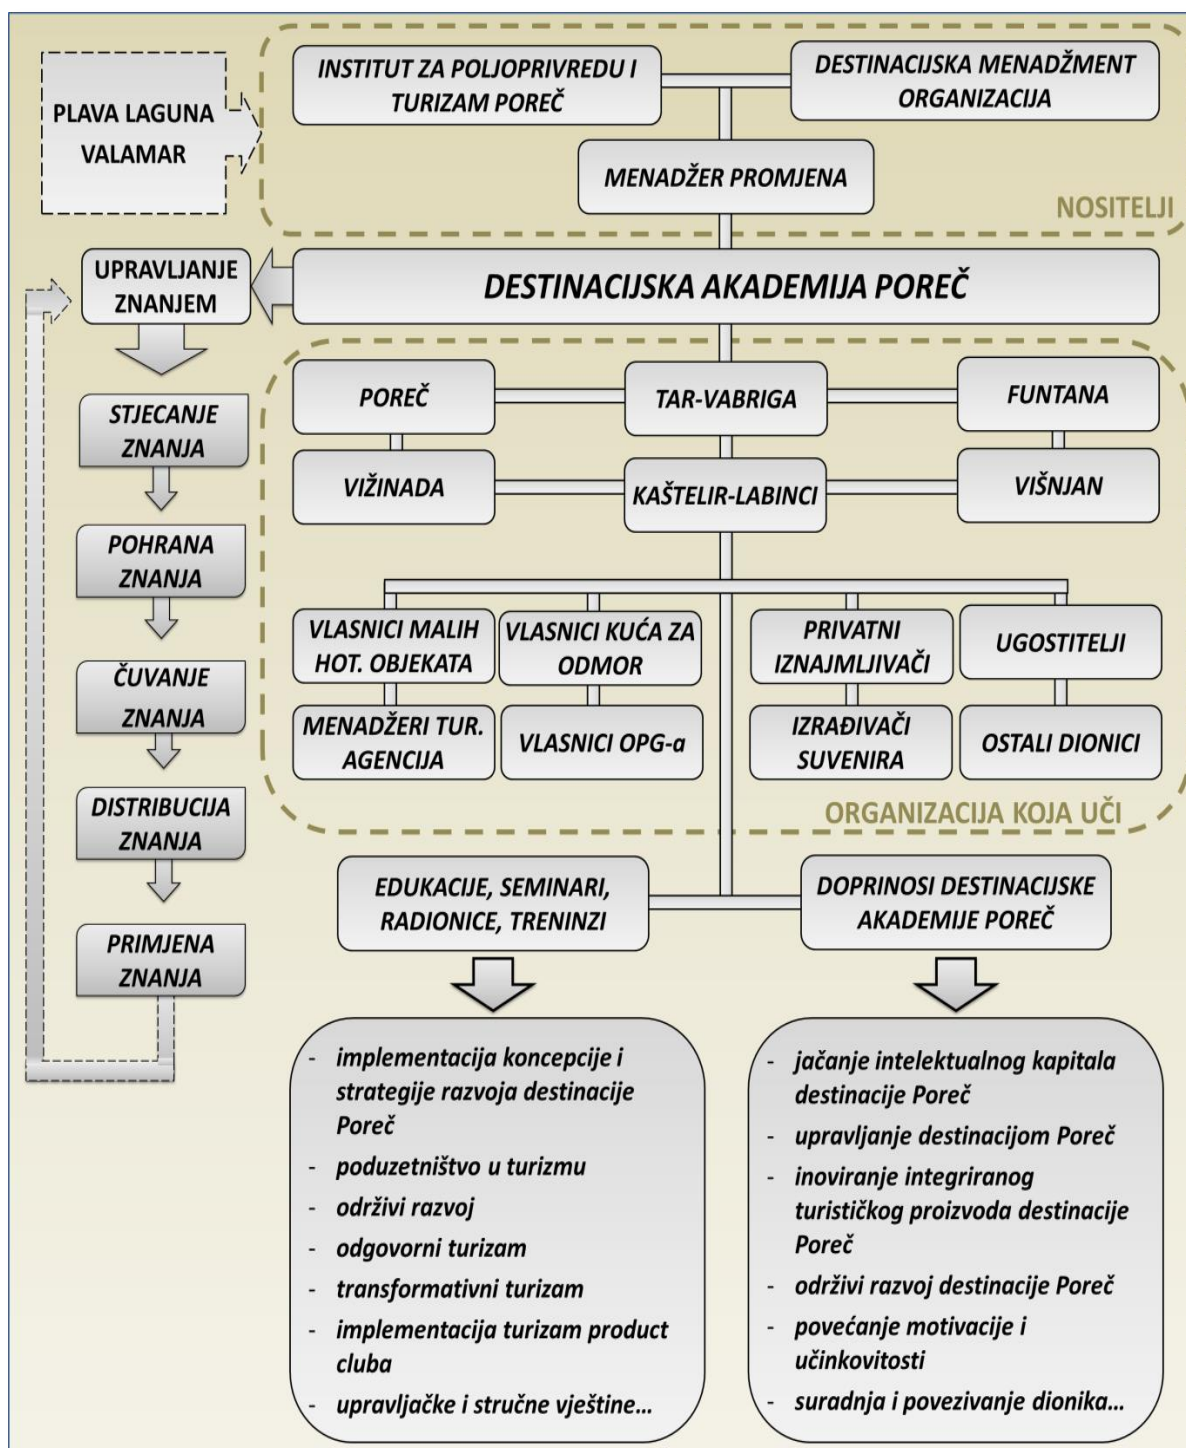 PLAVA LAGUNA
VALAMAR
INSTITUT ZA POLJOPRIVREDU I
TURIZAM POREČ
DESTINACIJSKA MENADŽMENT
ORGANIZACIJA
MENADŽER PROMJENA
NOSITELJI
DESTINACIJSKA AKADEMIJA POREČ
UPRAVLJANJE
ZNANJEM
STJECANJE
ZNANJA
POHRANA
ZNANJA
ČUVANJE
ZNANJA
DISTRIBUCIJA
ZNANJA
PRIMJENA
ZNANJA
POREČ
TAR-VABRIGA
FUNTANA
VIŽINADA
KAŠTELIR-LABINCI
VIŠNJAN
VLASNICI MALIH
HOT. OBJEKATA
VLASNICI KUĆA ZA
ODMOR
PRIVATNI
IZNAJMLJIVAČI
UGOSTITELJI
MENADŽERI TUR.
AGENCIJA
VLASNICI OPG-a
IZRAĐIVAČI
SUVENIRA
OSTALI DIONICI
ORGANIZACIJA KOJA UČI
EDUKACIJE, SEMINARI,
RADIONICE, TRENINZI
DOPRINOSI DESTINACIJSKE
AKADEMIJE POREČ
- implementacija koncepcije i
strategije razvoja destinacije
Poreč
- poduzetništvo u turizmu
- održivi razvoj
- odgovorni turizam
- transformativni turizam
- implementacija turizam product
cluba
- upravljačke i stručne vještine...
- jačanje intelektualnog kapitala
destinacije Poreč
- upravljanje destinacijom Poreč
- inoviranje integriranog
turističkog proizvoda destinacije
Poreč
- održivi razvoj destinacije Poreč
- povećanje motivacije i
učinkovitosti
- suradnja i povezivanje dionika...